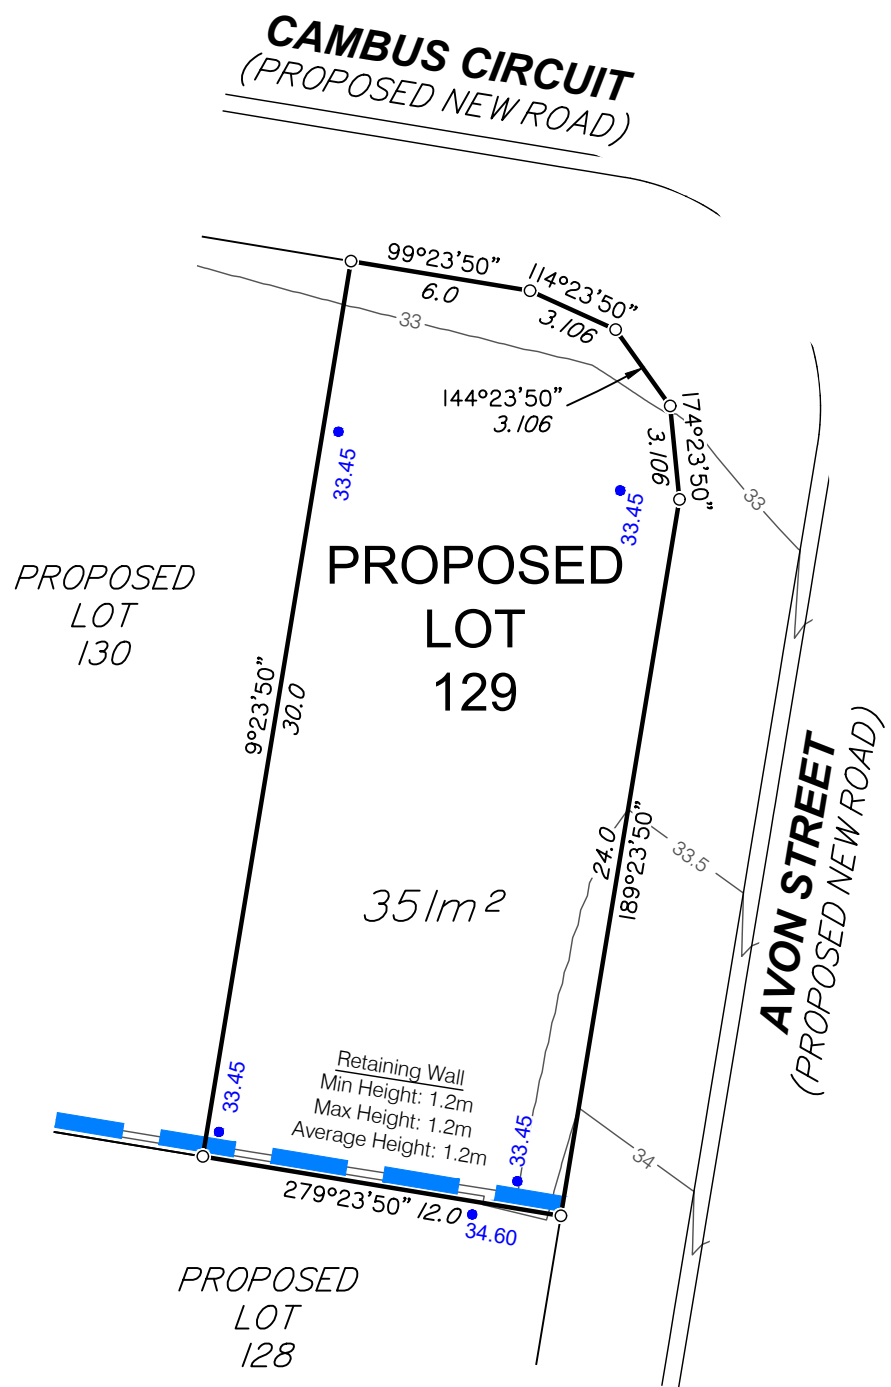 CAMBUS CIRCUIT
(PROPOSED NEW ROAD)
99°23'50"
6.0
114°23'50"
3.106
33
144°23'50"
3.106
174°23'50"
3.106
33.45
33.45
33
PROPOSED
LOT
129
PROPOSED
LOT
130
9°23'50"
30.0
AVON STREET
(PROPOSED NEW ROAD)
24.0
189°23'50"
33.5
351m²
Retaining Wall
Min Height: 1.2m
Max Height: 1.2m
Average Height: 1.2m
33.45
33.45
34
279°23'50" 12.0
34.60
PROPOSED
LOT
128